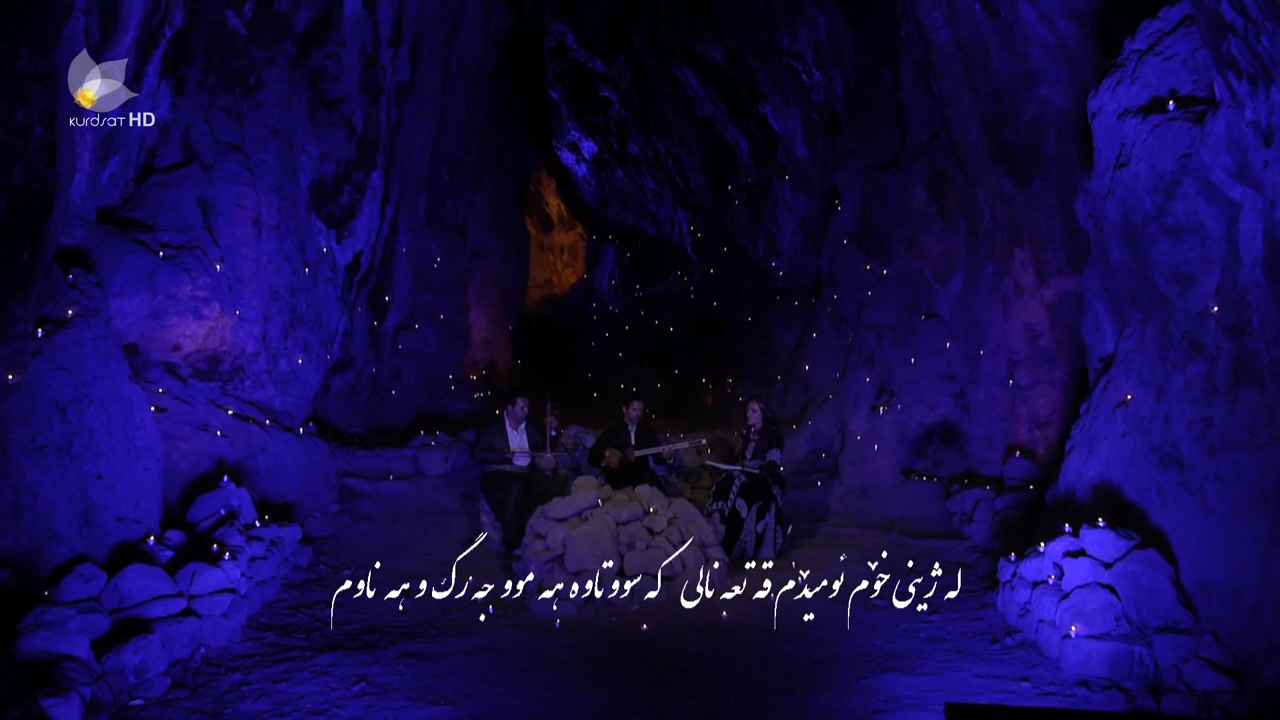 kurdsat HD
لە ژینی خۆم ئومێدم قەتعە نالی کە سووتاوە هەموو جەرگ و هەناوم